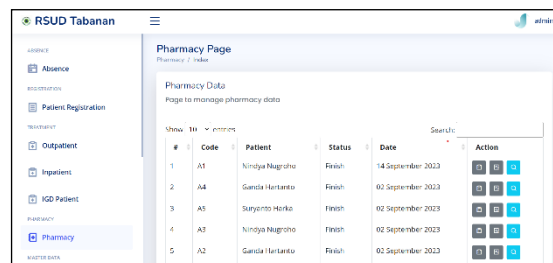 RSUD Tabanan
admin
ABSENCE
Absence
REGISTRATION
Patient Registration
TREATMENT
Outpatient
Inpatient
IGD Patient
PHARMACY
Pharmacy
MASTER DATA
Pharmacy Page
Pharmacy / Index
Pharmacy Data
Page to manage pharmacy data
Show 10 entries
Search:
# Code Patient Status Date Action
1 A1 Nindya Nugroho Finish 14 September 2023
2 A4 Ganda Hartanto Finish 02 September 2023
3 A5 Suryanto Harka Finish 02 September 2023
4 A3 Nindya Nugroho Finish 02 September 2023
5 A2 Ganda Hartanto Finish 02 September 2023